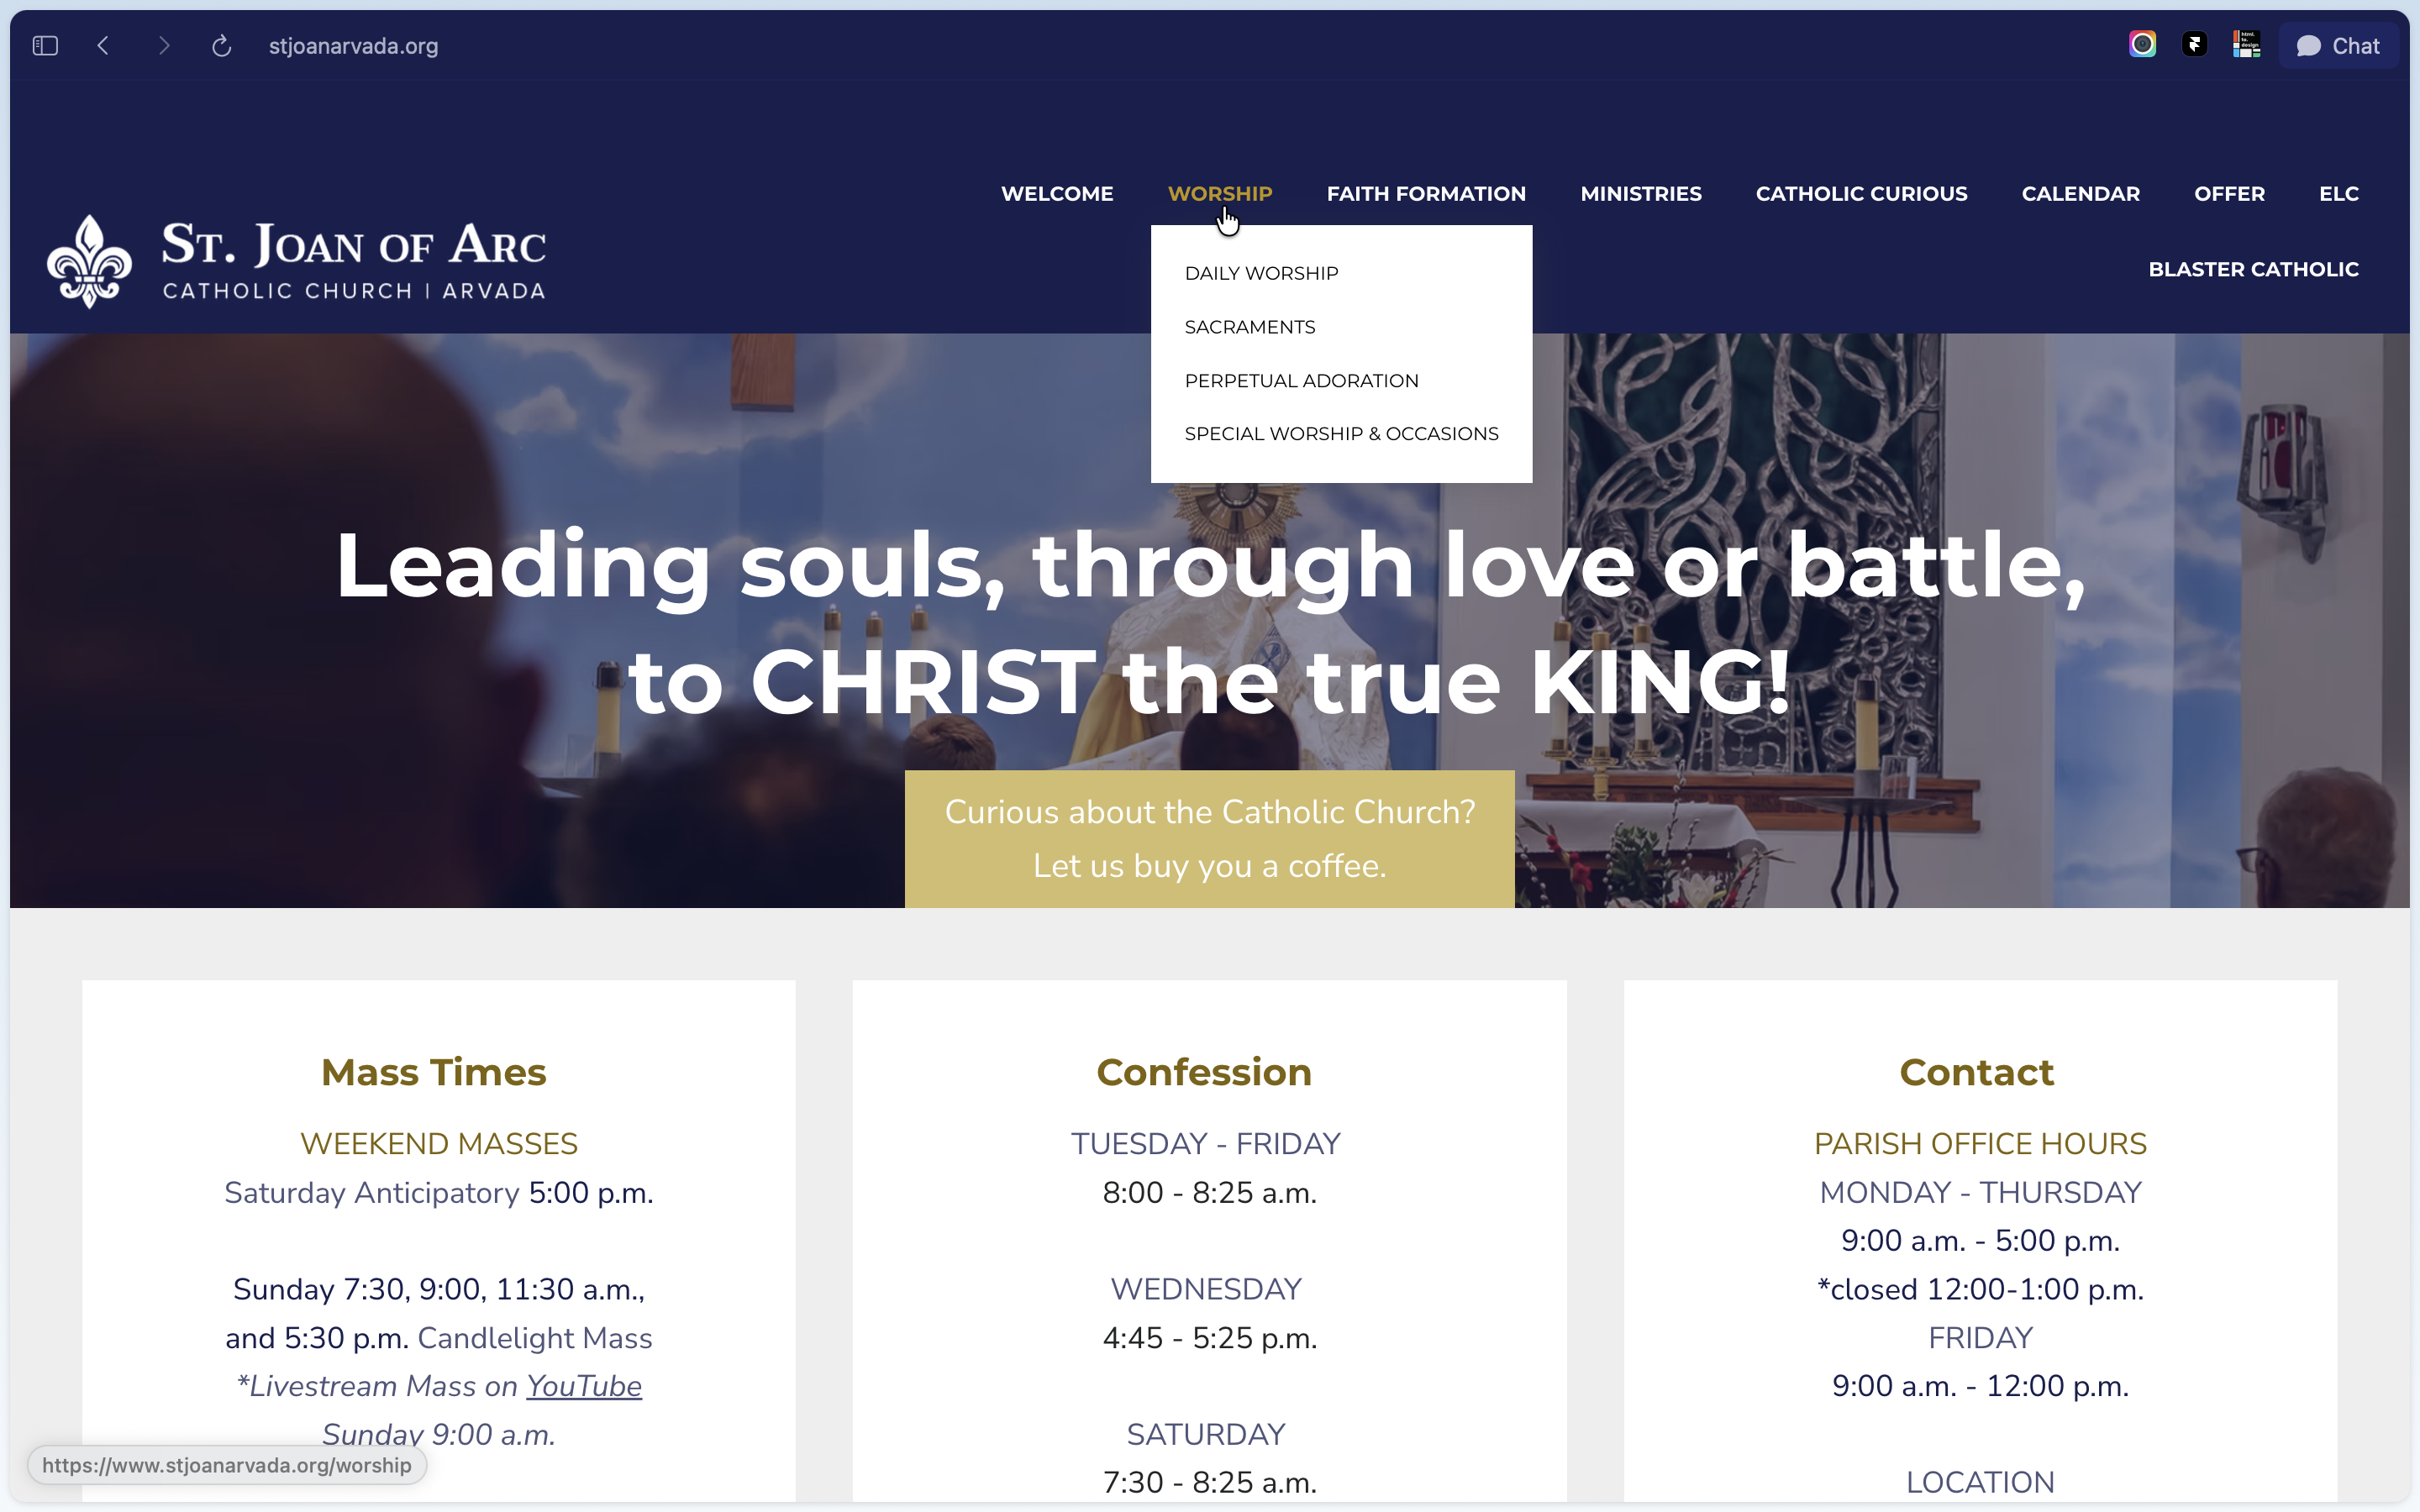 stjoanarvada.org
Chat
WELCOME
WORSHIP
FAITH FORMATION
MINISTRIES
CATHOLIC CURIOUS
CALENDAR
OFFER
ELC
BLASTER CATHOLIC
ST. JOAN OF ARC
CATHOLIC CHURCH | ARVADA
DAILY WORSHIP
SACRAMENTS
PERPETUAL ADORATION
SPECIAL WORSHIP & OCCASIONS
Leading souls, through love or battle,
to CHRIST the true KING!
Curious about the Catholic Church?
Let us buy you a coffee.
Mass Times
WEEKEND MASSES
Saturday Anticipatory 5:00 p.m.
Sunday 7:30, 9:00, 11:30 a.m.,
and 5:30 p.m. Candlelight Mass
*Livestream Mass on YouTube
Sunday 9:00 a.m.
Confession
TUESDAY - FRIDAY
8:00 - 8:25 a.m.
WEDNESDAY
4:45 - 5:25 p.m.
SATURDAY
7:30 - 8:25 a.m.
Contact
PARISH OFFICE HOURS
MONDAY - THURSDAY
9:00 a.m. - 5:00 p.m.
*closed 12:00-1:00 p.m.
FRIDAY
9:00 a.m. - 12:00 p.m.
LOCATION
https://www.stjoanarvada.org/worship